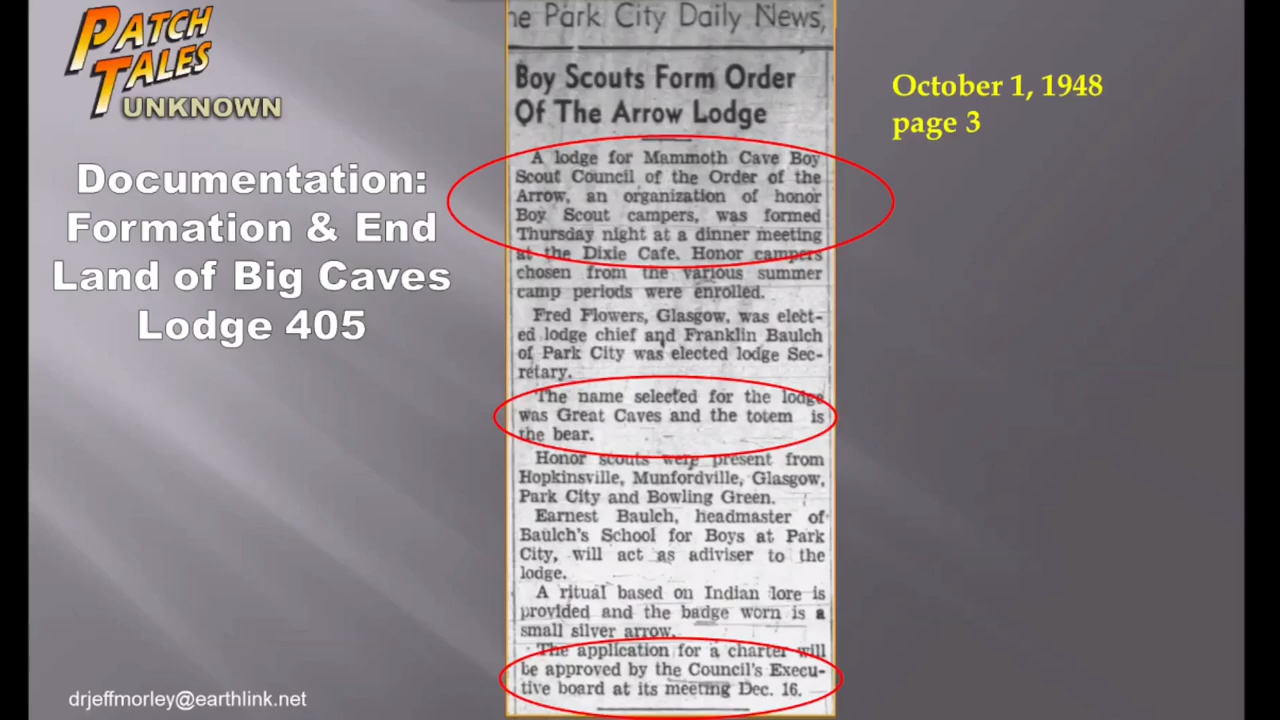 PATCH
TALES
UNKNOWN
Documentation:
Formation & End
Land of Big Caves
Lodge 405
Park City Daily News,
Boy Scouts Form Order
Of The Arrow Lodge
A lodge for Mammoth Cave Boy
Scout Council of the Order of the
Arrow, an organization of honor
Boy Scout campers, was formed
Thursday night at a dinner meeting
at the Dixie Cafe. Honor campers
chosen from the various summer
camp periods were enrolled.
Fred Flowers, Glasgow, was elect-
ed lodge chief and Franklin Baulch
of Park City was elected lodge Sec-
retary.
The name selected for the lodge
was Great Caves and the totem is
the bear.
Honor scouts were present from
Hopkinsville, Munfordville, Glasgow,
Park City and Bowling Green.
Earnest Baulch, headmaster of
Baulch's School for Boys at Park
City, will act as adiviser to the
lodge.
A ritual based on Indian lore is
provided and the badge worn is a
small silver arrow.
The application for a charter will
be approved by the Council's Execu-
tive board at its meeting Dec. 16.
October 1, 1948
page 3
drjeffmorley@earthlink.net